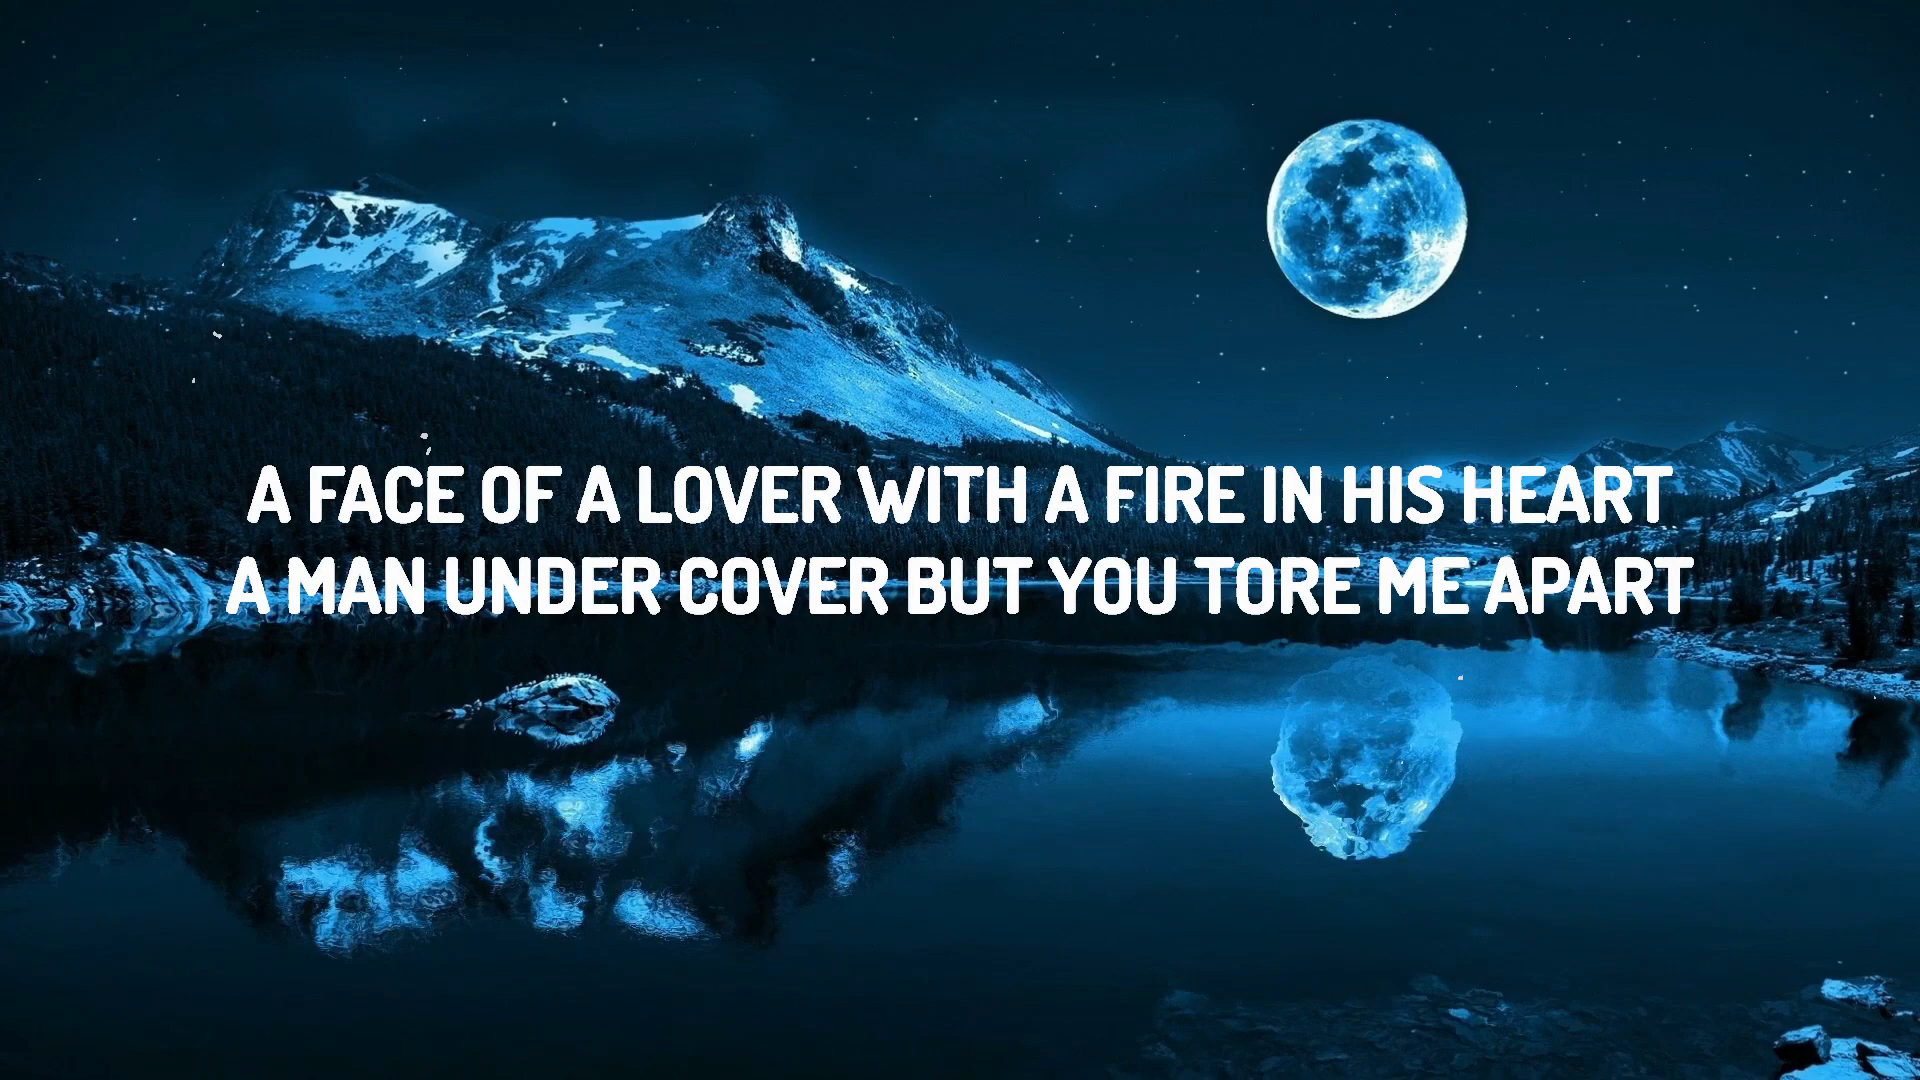 A FACE OF A LOVER WITH A FIRE IN HIS HEART
A MAN UNDER COVER BUT YOU TORE ME APART